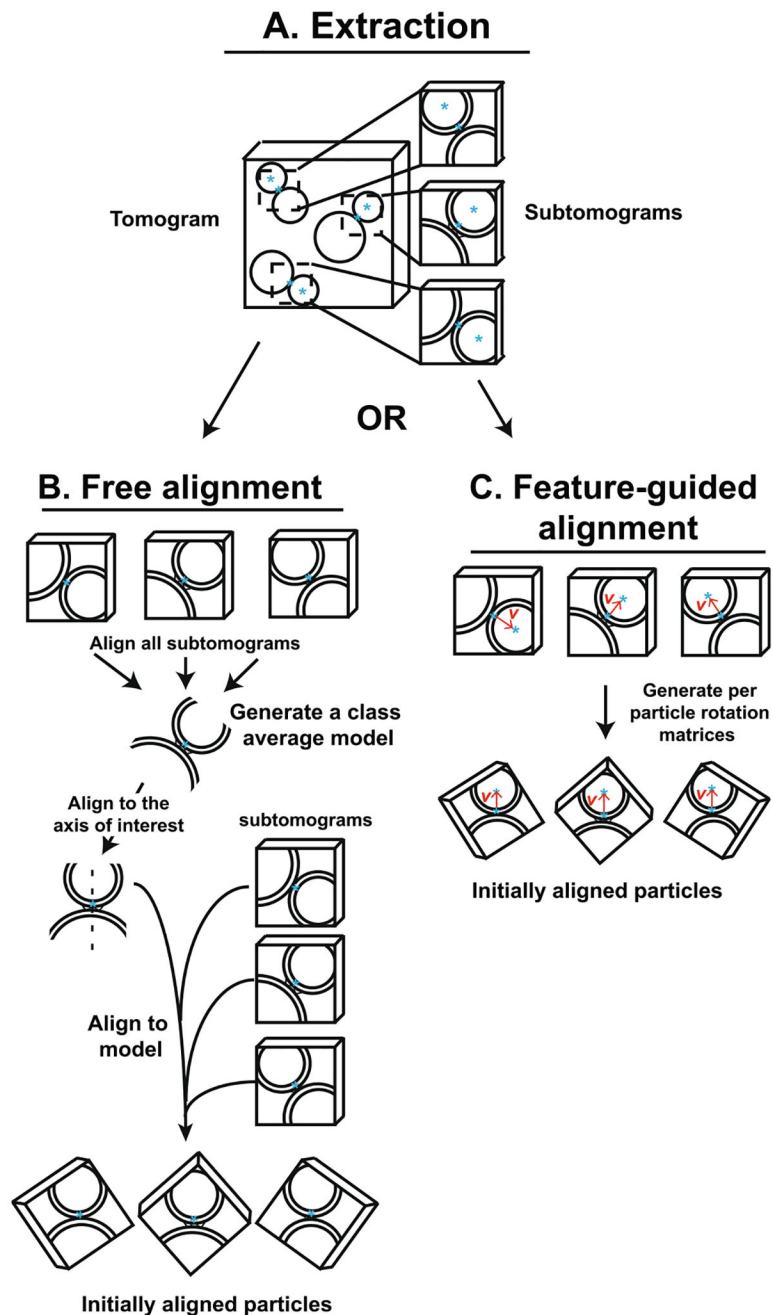 A. Extraction
Tomogram
Subtomograms
OR
B. Free alignment
Align all subtomograms
Generate a class
average model
Align to the
axis of interest
subtomograms
Align to
model
Initially aligned particles
C. Feature-guided
alignment
v
v
v
Generate per
particle rotation
matrices
v
v
v
Initially aligned particles